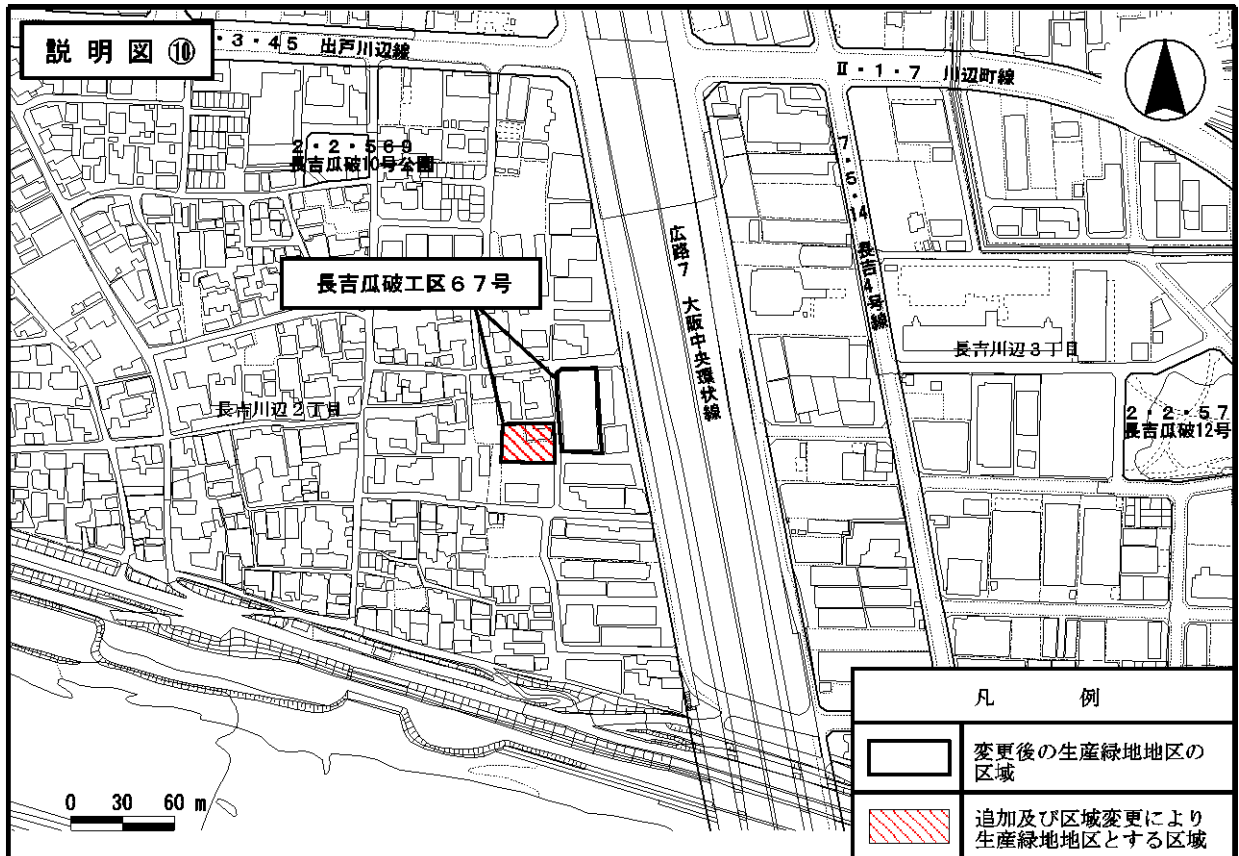 説明図⑩
・3・45 出戸川辺線
Ⅱ・1・7 川辺町線
2・2・569
長吉瓜破10号公園
7・5・14 長吉4号線
広路7 大阪中央環状線
長吉瓜破工区67号
長吉川辺3丁目
長吉川辺2丁目
2・2・57
長吉瓜破12号
凡例
変更後の生産緑地地区の
区域
追加及び区域変更により
生産緑地地区とする区域
0 30 60 m